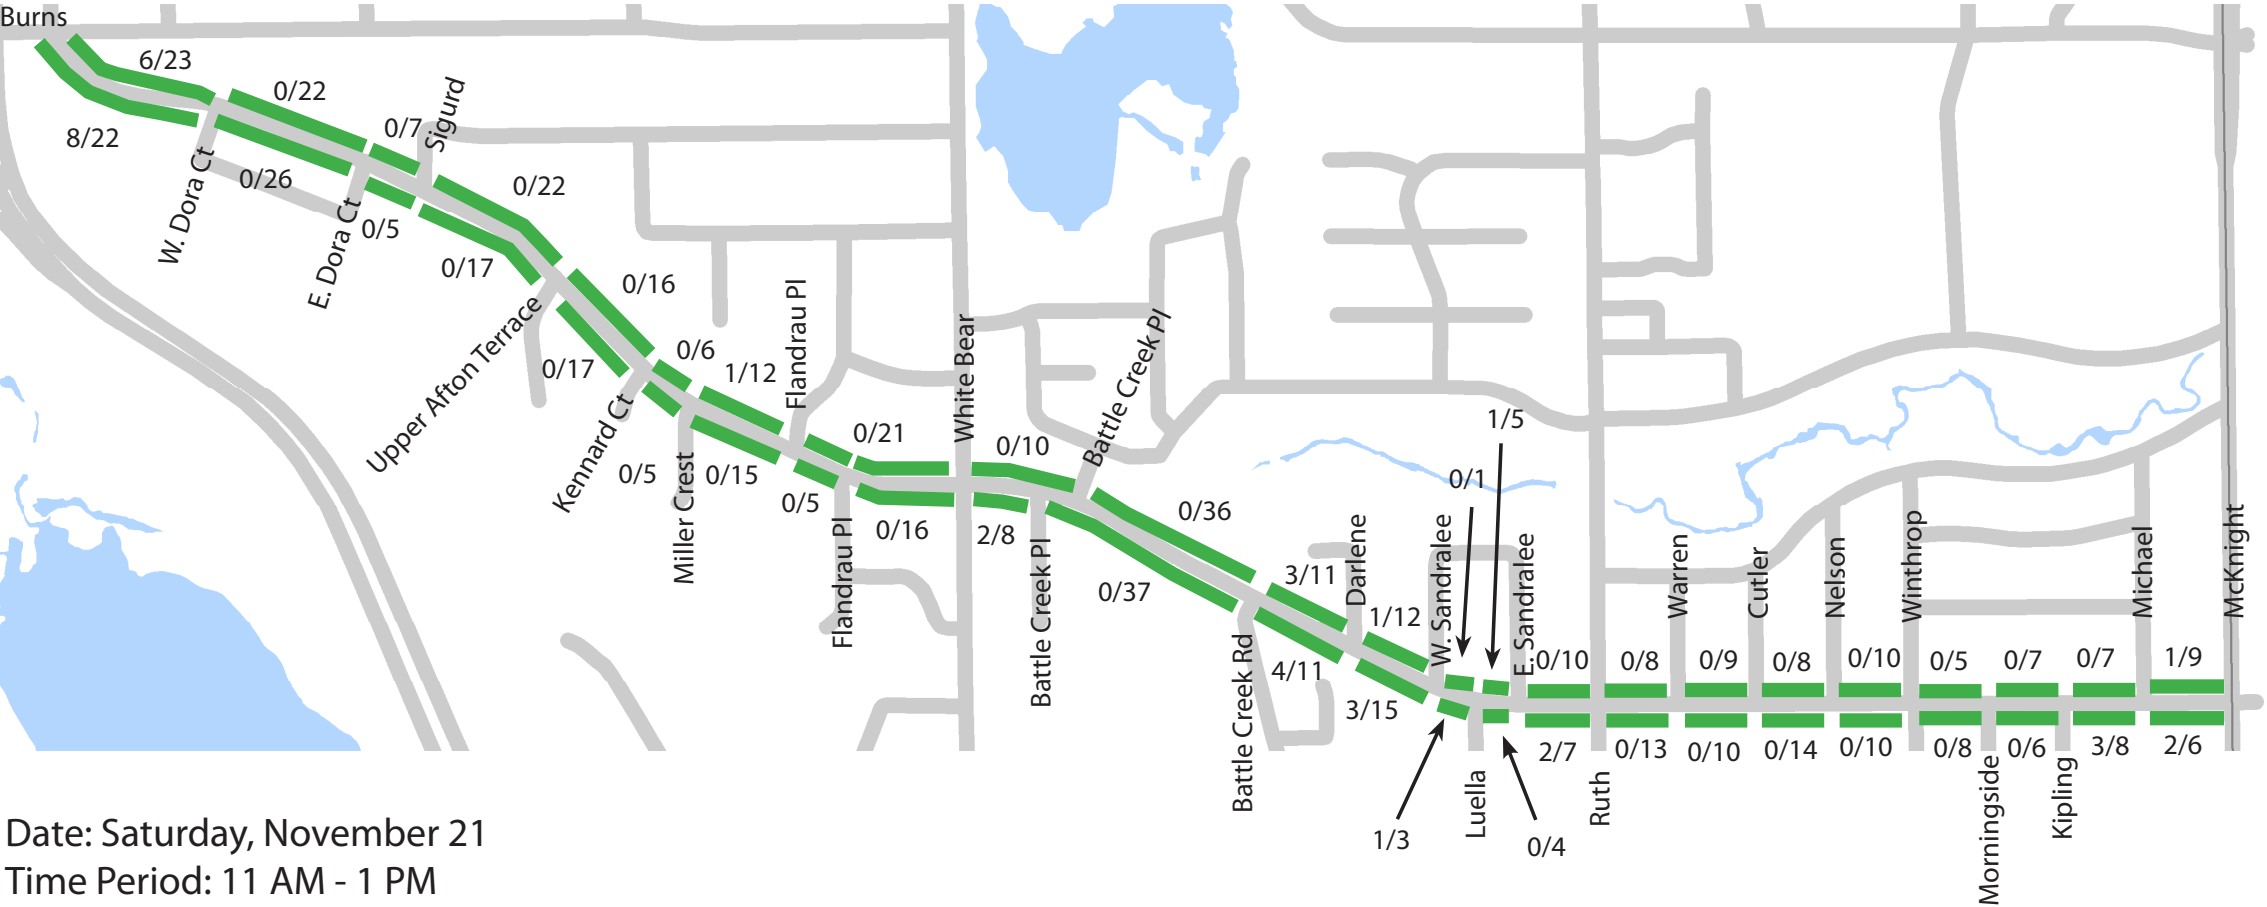 Burns
6/23
0/22
0/7
Sigurd
8/22
W. Dora Ct
0/26
E. Dora Ct
0/5
0/22
0/17
0/16
Upper Afton Terrace
0/17
0/6
1/12
Flandrau Pl
Kennard Ct
0/5
Miller Crest
0/15
0/5
Flandrau Pl
0/21
0/16
White Bear
0/10
2/8
Battle Creek Pl
Battle Creek Pl
0/36
0/37
Battle Creek Rd
3/11
4/11
Darlene
1/12
3/15
W. Sandralee
0/1
1/5
E. Sandralee
1/3
Luella
0/4
0/10
2/7
Ruth
0/8
0/13
Warren
0/9
0/10
Cutler
0/8
0/14
Nelson
0/10
0/10
Winthrop
0/5
0/8
Morningside
0/7
0/6
Kipling
0/7
3/8
Michael
1/9
2/6
McKnight
Date: Saturday, November 21
Time Period: 11 AM - 1 PM